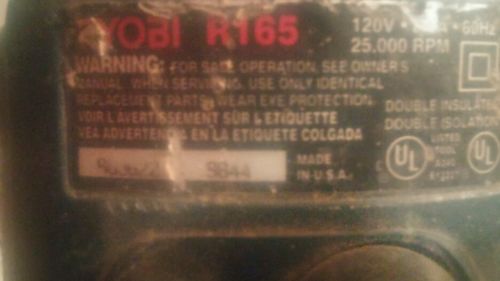 RYOBI R165
120V 60Hz
25.000 RPM
WARNING: FOR SAFE OPERATION, SEE OWNER'S
MANUAL. WHEN SERVICING, USE ONLY IDENTICAL
REPLACEMENT PARTS. WEAR EYE PROTECTION.
VOIR L'AVERTISSEMENT SUR L'ETIQUETTE
VEA ADVERTENCIA EN LA ETIQUETE COLGADA
DOUBLE INSULATED
DOUBLE ISOLATION
9844
MADE
IN U.S.A.
UL
LISTED
UL